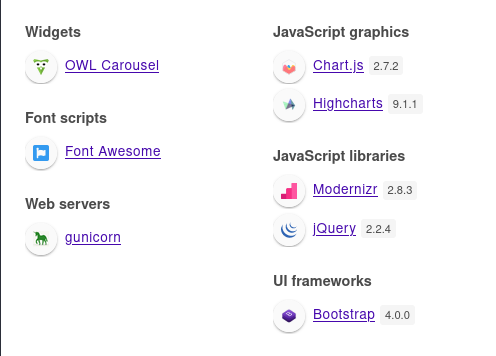 Widgets
OWL Carousel
Font scripts
Font Awesome
Web servers
gunicorn
JavaScript graphics
Chart.js 2.7.2
Highcharts 9.1.1
JavaScript libraries
Modernizr 2.8.3
jQuery 2.2.4
UI frameworks
Bootstrap 4.0.0